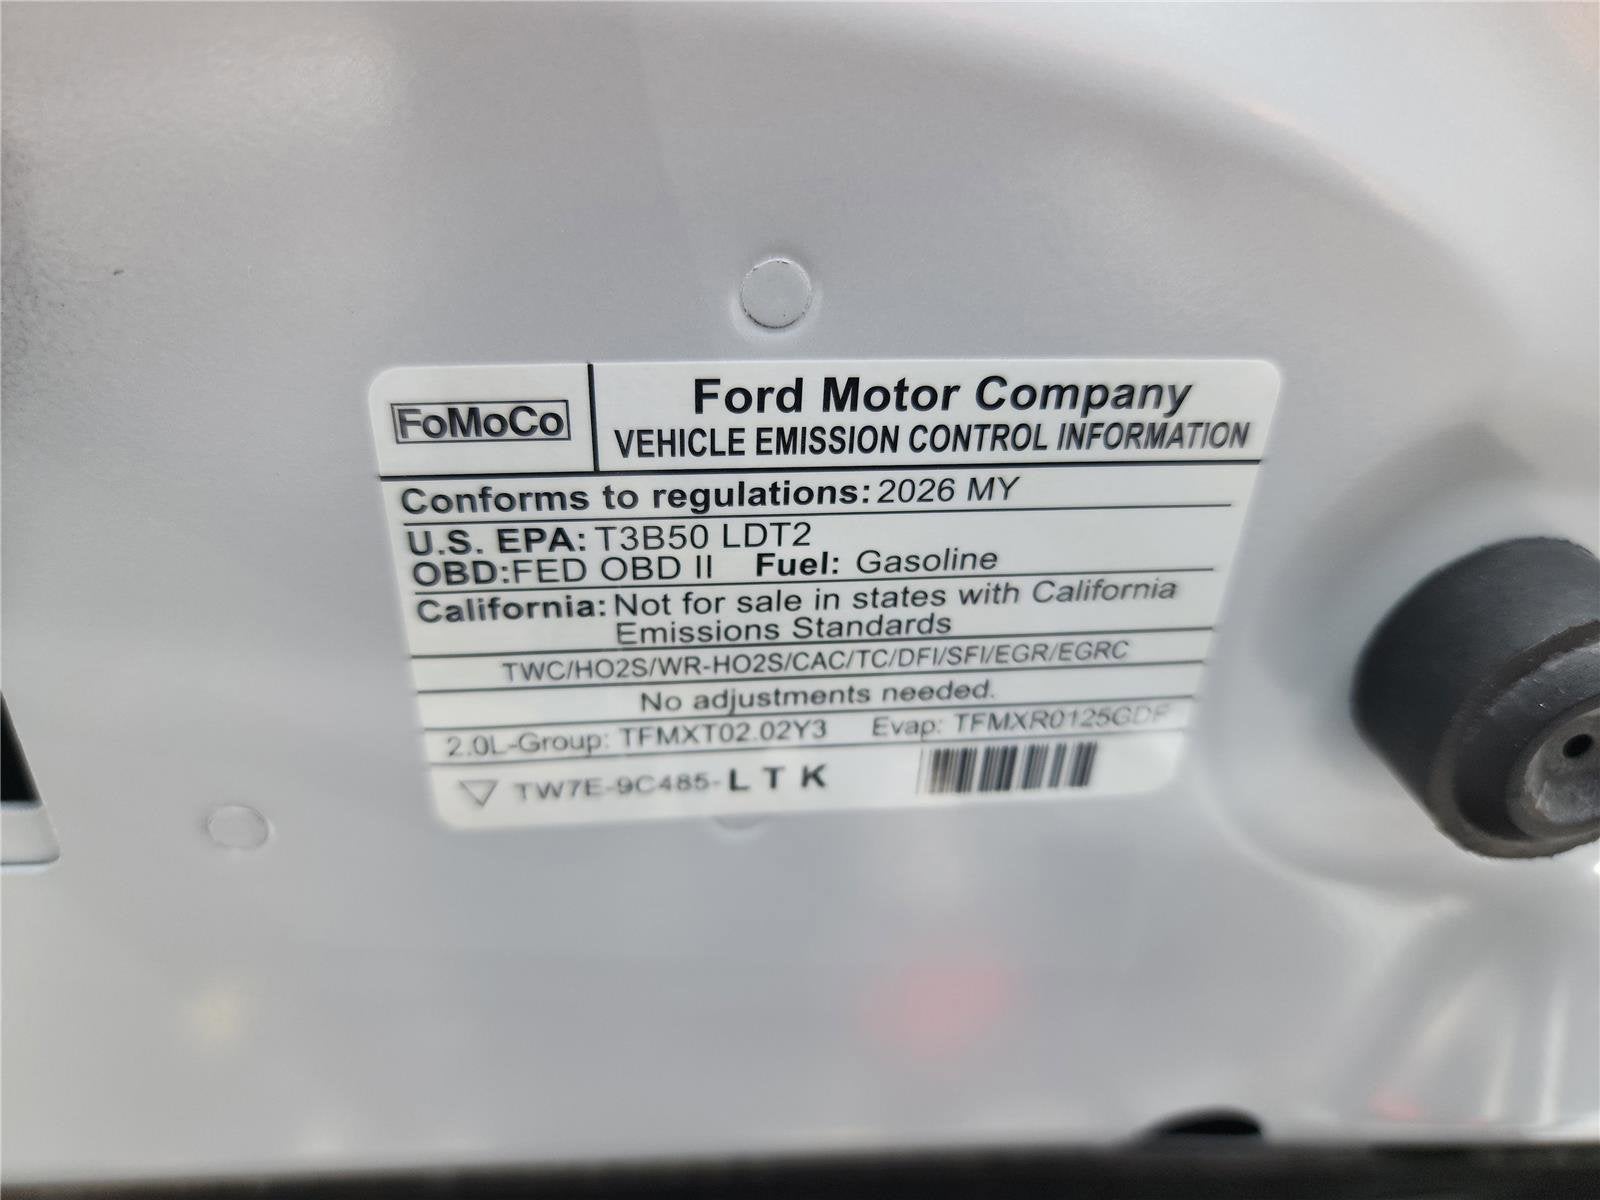 FoMoCo
Ford Motor Company
VEHICLE EMISSION CONTROL INFORMATION
Conforms to regulations: 2026 MY
U.S. EPA: T3B50 LDT2
OBD: FED OBD II Fuel: Gasoline
California: Not for sale in states with California
Emissions Standards
TWC/HO2S/WR-HO2S/CAC/TC/DFI/SFI/EGR/EGRC
No adjustments needed.
2.0L-Group: TFMXT02.02Y3 Evap: TFMXR0125GDF
TW7E-9C485-L T K